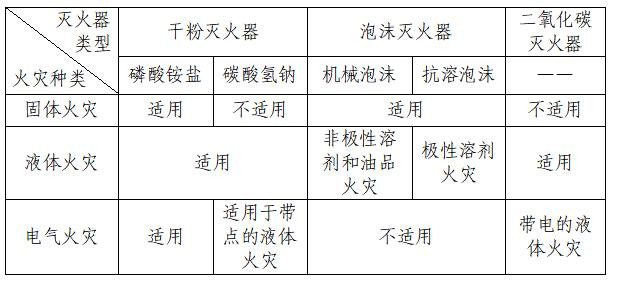 灭火器
类型
火灾种类
干粉灭火器
泡沫灭火器
二氧化碳
灭火器
磷酸铵盐
碳酸氢钠
机械泡沫
抗溶泡沫
——
固体火灾
适用
不适用
适用
不适用
液体火灾
适用
非极性溶
剂和油品
火灾
极性溶剂
火灾
适用
电气火灾
适用
适用于带
点的液体
火灾
不适用
带电的液
体火灾